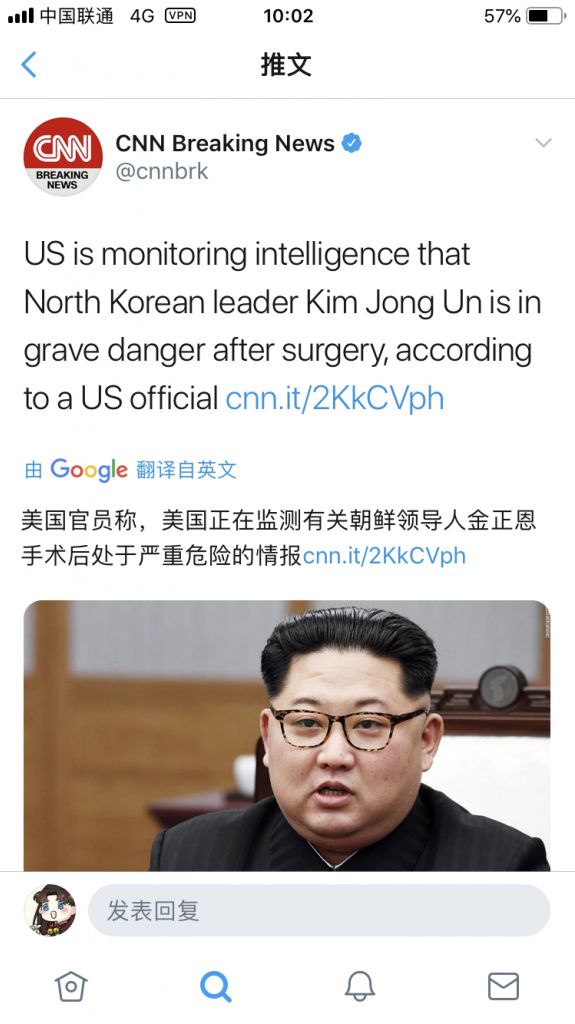 中国联通 4G VPN 10:02 57%
推文
CNN Breaking News
@cnnbrk
CNN
BREAKING
NEWS
US is monitoring intelligence that
North Korean leader Kim Jong Un is in
grave danger after surgery, according
to a US official cnn.it/2KkCVph
由 Google 翻译自英文
美国官员称，美国正在监测有关朝鲜领导人金正恩
手术后处于严重危险的情报cnn.it/2KkCVph
发表回复